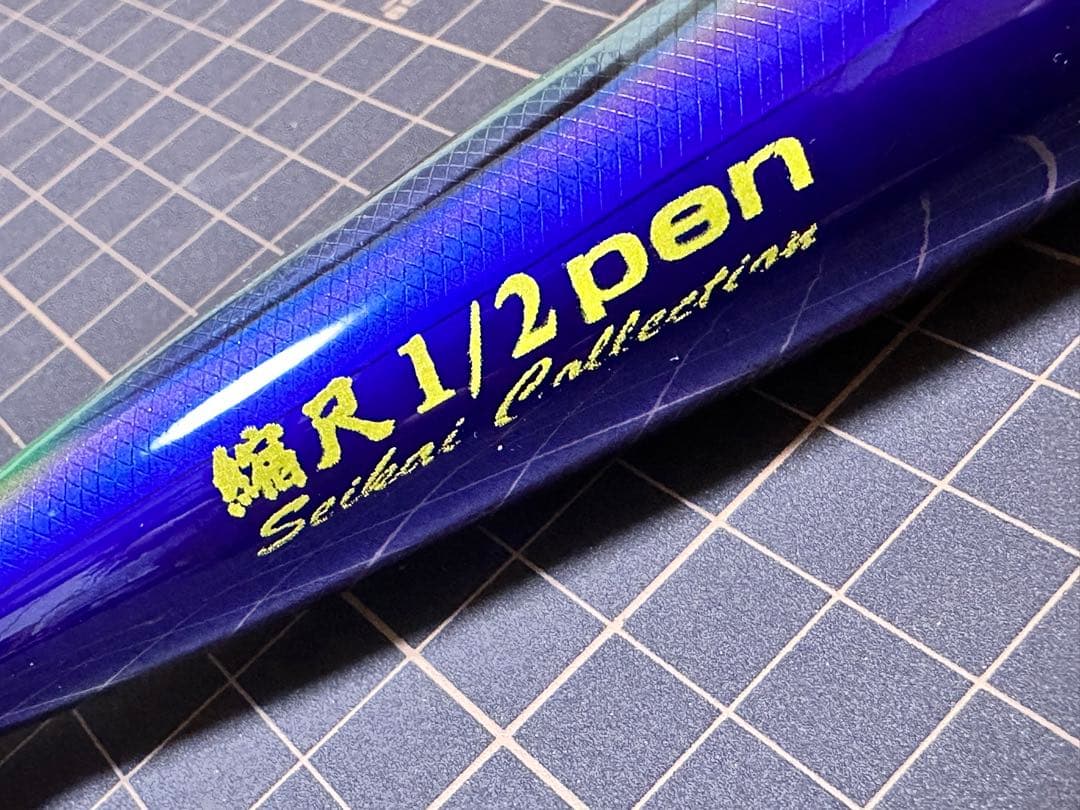 縮尺1/2pen
Seikai Collection